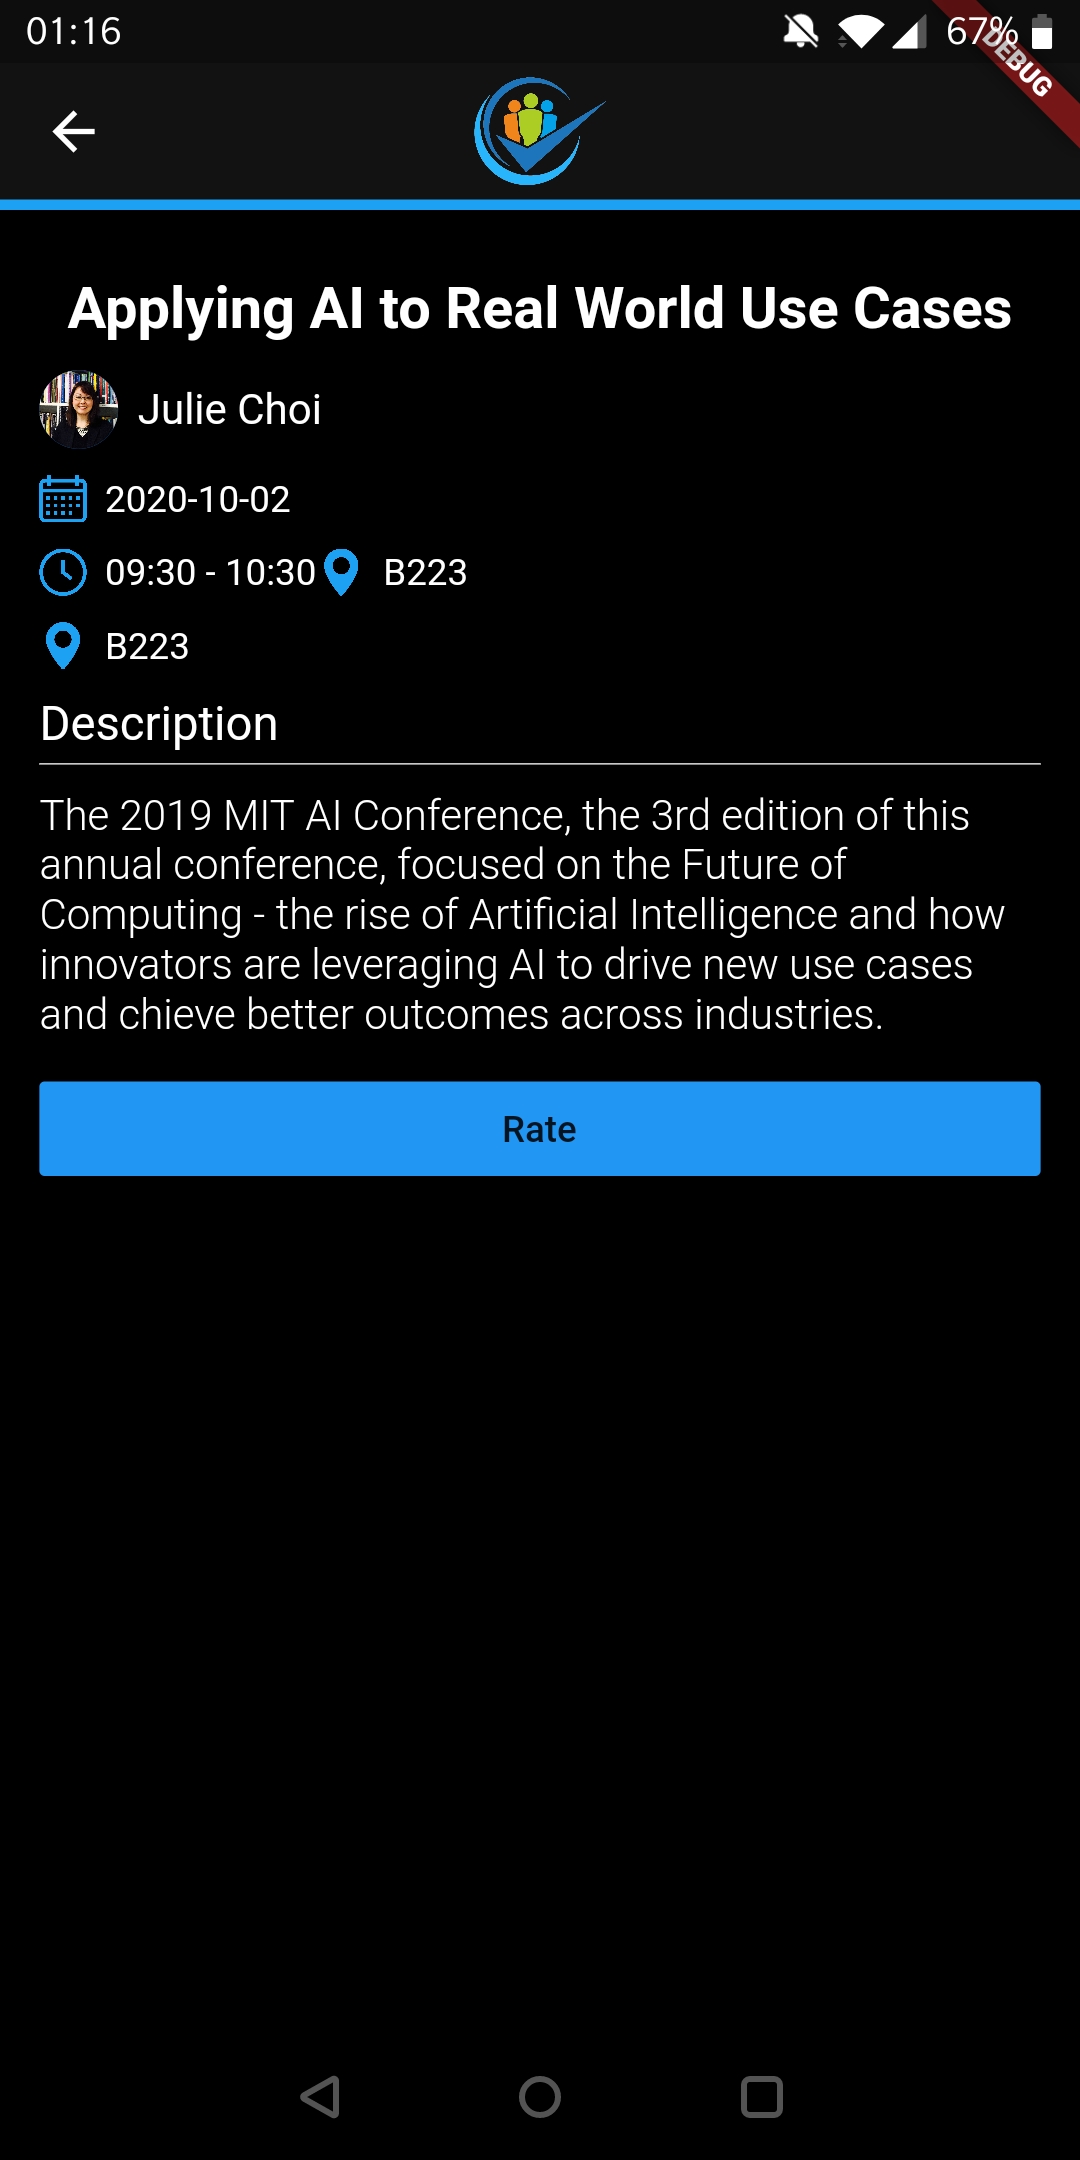 01:16
67%
DEBUG
Applying AI to Real World Use Cases
Julie Choi
2020-10-02
09:30 - 10:30 B223
B223
Description
The 2019 MIT AI Conference, the 3rd edition of this
annual conference, focused on the Future of
Computing - the rise of Artificial Intelligence and how
innovators are leveraging AI to drive new use cases
and chieve better outcomes across industries.
Rate